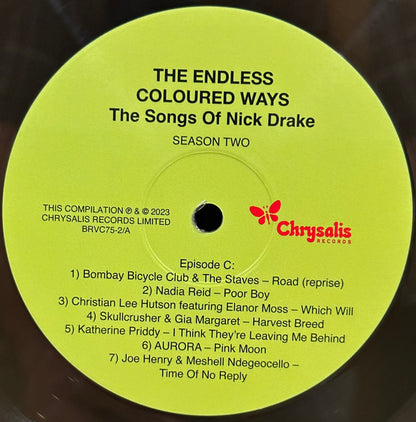 THE ENDLESS
COLOURED WAYS
The Songs Of Nick Drake
SEASON TWO
THIS COMPILATION ℗ & © 2023
CHRYSALIS RECORDS LIMITED
BRVC75-2/A
Chrysalis
RECORDS
Episode C:
1) Bombay Bicycle Club & The Staves – Road (reprise)
2) Nadia Reid – Poor Boy
3) Christian Lee Hutson featuring Elanor Moss – Which Will
4) Skullcrusher & Gia Margaret – Harvest Breed
5) Katherine Priddy – I Think They're Leaving Me Behind
6) AURORA – Pink Moon
7) Joe Henry & Meshell Ndegeocello –
Time Of No Reply